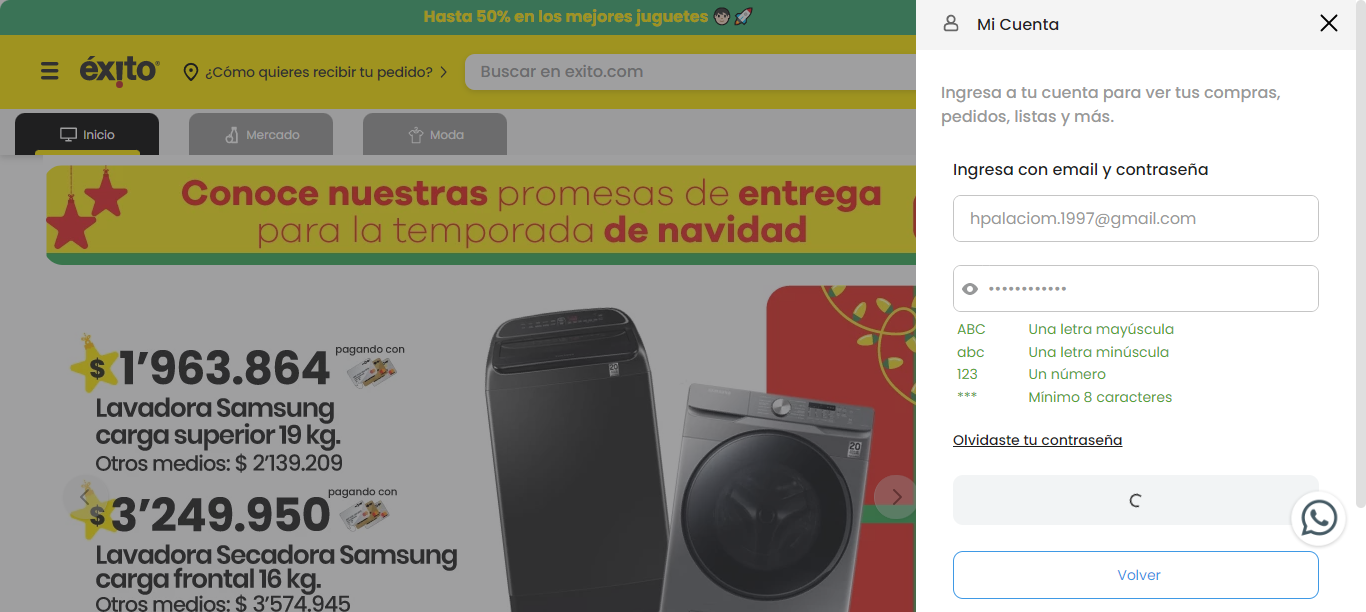 Hasta 50% en los mejores juguetes
éxito
¿Cómo quieres recibir tu pedido?
Buscar en exito.com
Inicio
Mercado
Moda
Conoce nuestras promesas de entrega
para la temporada de navidad
$ 1'963.864
pagando con
Lavadora Samsung
carga superior 19 kg.
Otros medios: $ 2'139.209
$ 3'249.950
pagando con
Lavadora Secadora Samsung
carga frontal 16 kg.
Otros medios: $ 3'574.945
20
20
Mi Cuenta
Ingresa a tu cuenta para ver tus compras,
pedidos, listas y más.
Ingresa con email y contraseña
hpalaciom.1997@gmail.com
••••••••••••
ABC Una letra mayúscula
abc Una letra minúscula
123 Un número
*** Mínimo 8 caracteres
Olvidaste tu contraseña
Volver